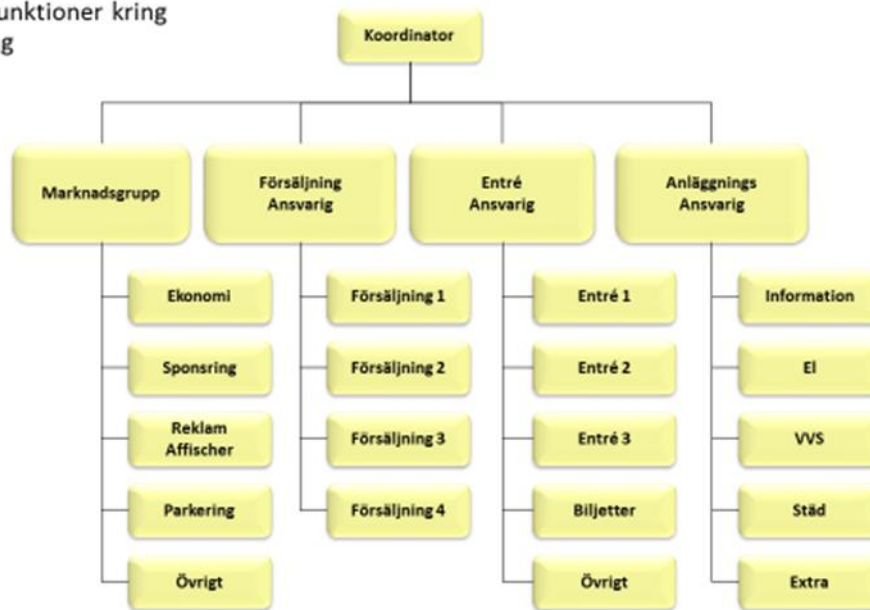 unktioner kring
g
Koordinator
Marknadsgrupp
Försäljning
Ansvarig
Entré
Ansvarig
Anläggnings
Ansvarig
Ekonomi
Sponsring
Reklam
Affischer
Parkering
Övrigt
Försäljning 1
Försäljning 2
Försäljning 3
Försäljning 4
Entré 1
Entré 2
Entré 3
Biljetter
Övrigt
Information
El
VVS
Städ
Extra